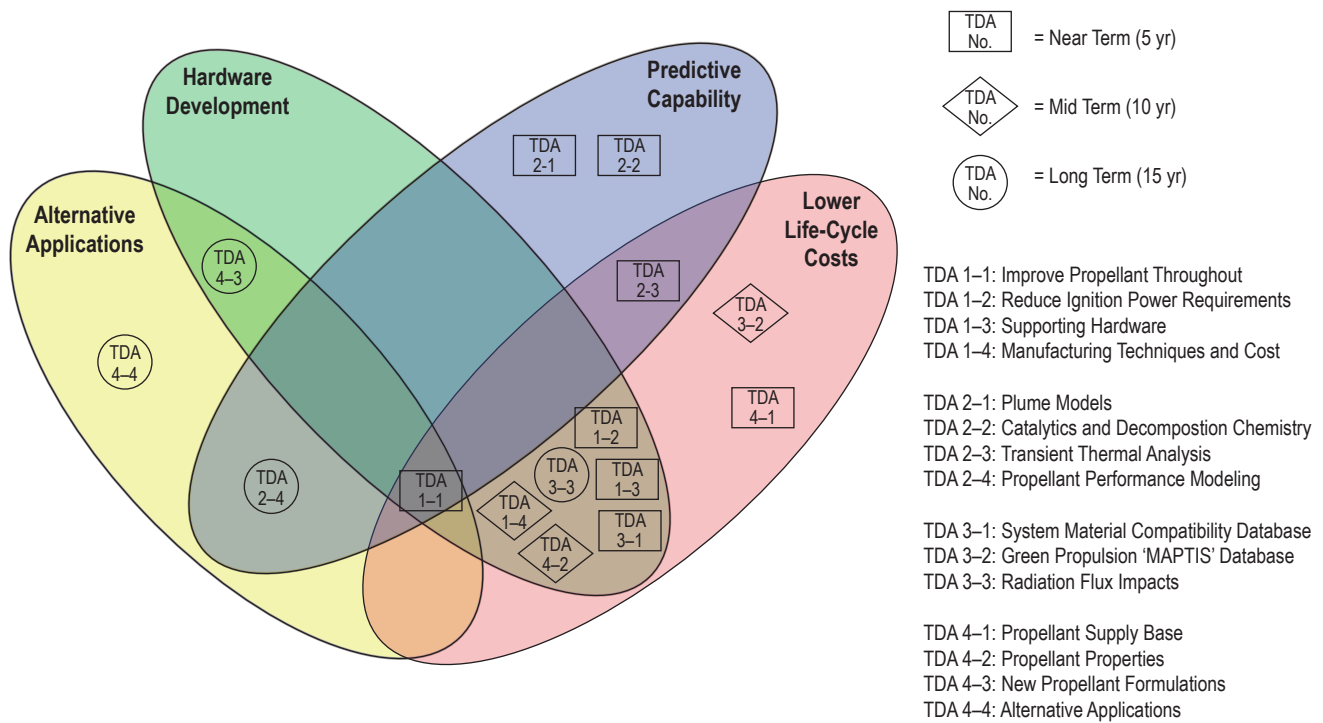 Hardware
Development
Predictive
Capability
Alternative
Applications
Lower
Life-Cycle
Costs
TDA
2-1
TDA
2-2
TDA
4–3
TDA
2-3
TDA
3–2
TDA
4–4
TDA
4–1
TDA
1–2
TDA
3–3
TDA
1–3
TDA
2–4
TDA
1–1
TDA
1–4
TDA
3–1
TDA
4–2
TDA
No.
= Near Term (5 yr)
TDA
No.
= Mid Term (10 yr)
TDA
No.
= Long Term (15 yr)
TDA 1–1: Improve Propellant Throughout
TDA 1–2: Reduce Ignition Power Requirements
TDA 1–3: Supporting Hardware
TDA 1–4: Manufacturing Techniques and Cost
TDA 2–1: Plume Models
TDA 2–2: Catalytics and Decompostion Chemistry
TDA 2–3: Transient Thermal Analysis
TDA 2–4: Propellant Performance Modeling
TDA 3–1: System Material Compatibility Database
TDA 3–2: Green Propulsion ‘MAPTIS’ Database
TDA 3–3: Radiation Flux Impacts
TDA 4–1: Propellant Supply Base
TDA 4–2: Propellant Properties
TDA 4–3: New Propellant Formulations
TDA 4–4: Alternative Applications